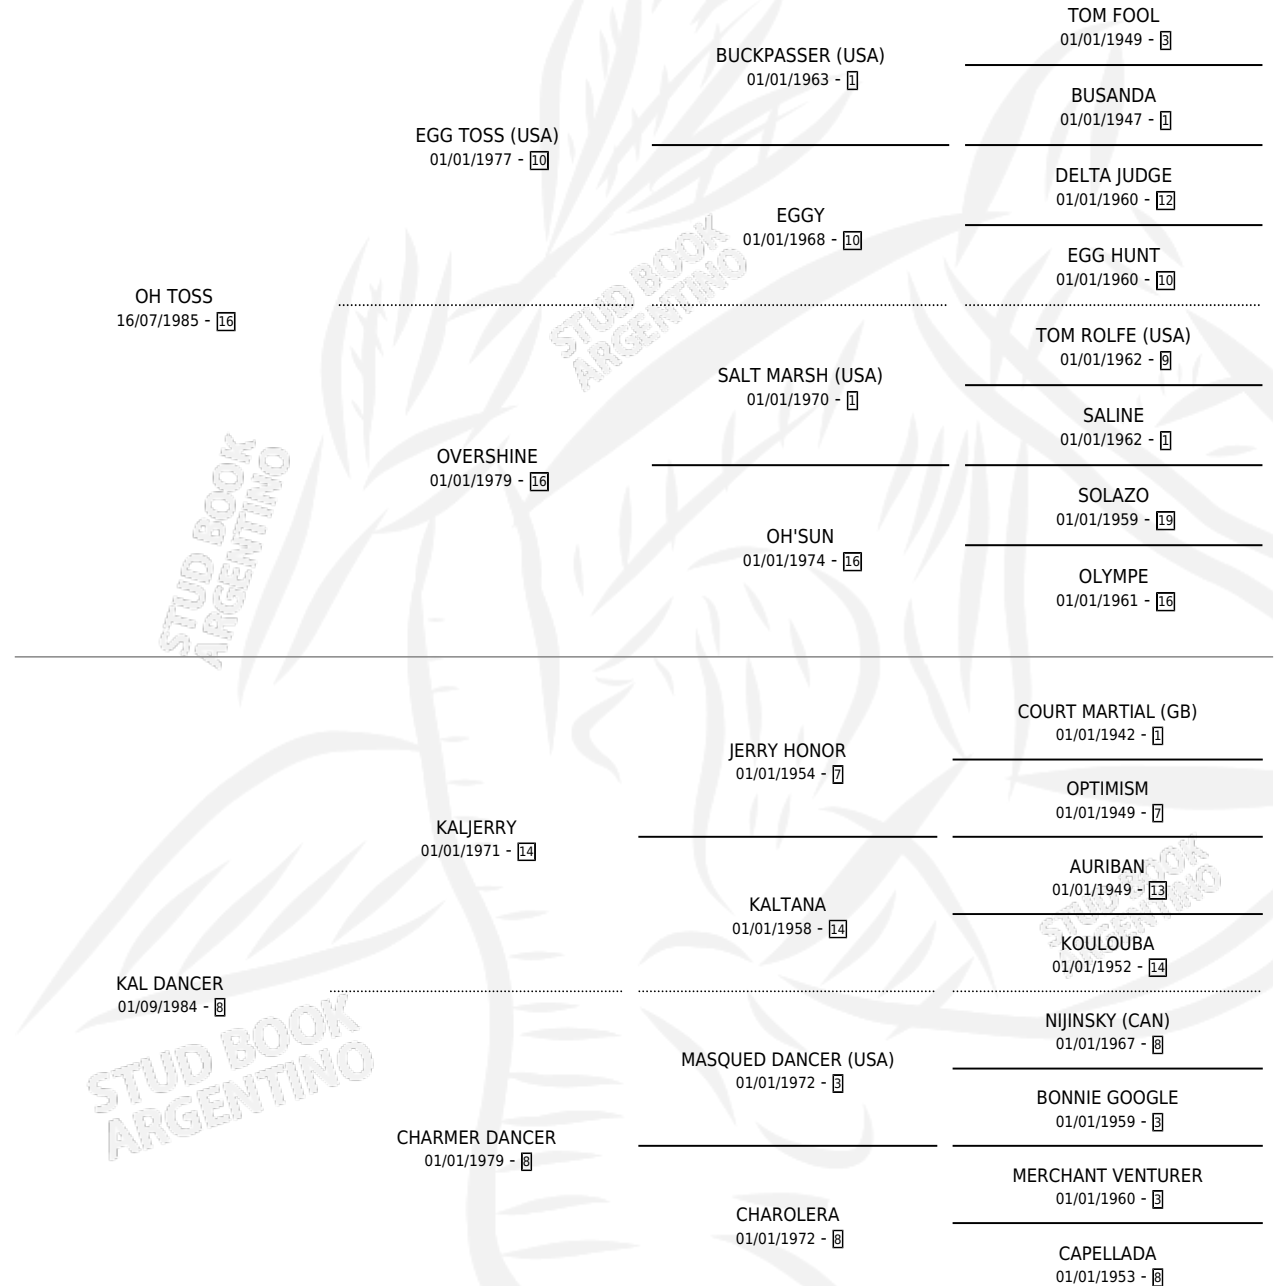 TOM FOOL
01/01/1949 - 3
BUCKPASSER (USA)
01/01/1963 - 1
BUSANDA
01/01/1947 - 1
EGG TOSS (USA)
01/01/1977 - 10
DELTA JUDGE
01/01/1960 - 12
EGGY
01/01/1968 - 10
EGG HUNT
01/01/1960 - 10
OH TOSS
16/07/1985 - 16
TOM ROLFE (USA)
01/01/1962 - 9
SALT MARSH (USA)
01/01/1970 - 1
SALINE
01/01/1962 - 1
OVERSHINE
01/01/1979 - 16
SOLAZO
01/01/1959 - 19
OH'SUN
01/01/1974 - 16
OLYMPE
01/01/1961 - 16
COURT MARTIAL (GB)
01/01/1942 - 1
JERRY HONOR
01/01/1954 - 7
OPTIMISM
01/01/1949 - 7
KALJERRY
01/01/1971 - 14
AURIBAN
01/01/1949 - 13
KALTANA
01/01/1958 - 14
KOULOUBA
01/01/1952 - 14
KAL DANCER
01/09/1984 - 8
NIJINSKY (CAN)
01/01/1967 - 8
MASQUED DANCER (USA)
01/01/1972 - 3
BONNIE GOOGLE
01/01/1959 - 3
CHARMER DANCER
01/01/1979 - 8
MERCHANT VENTURER
01/01/1960 - 3
CHAROLERA
01/01/1972 - 8
CAPELLADA
01/01/1953 - 8
STUD BOOK
ARGENTINO
STUD BOOK
ARGENTINO
STUD BOOK
ARGENTINO
STUD BOOK
ARGENTINO